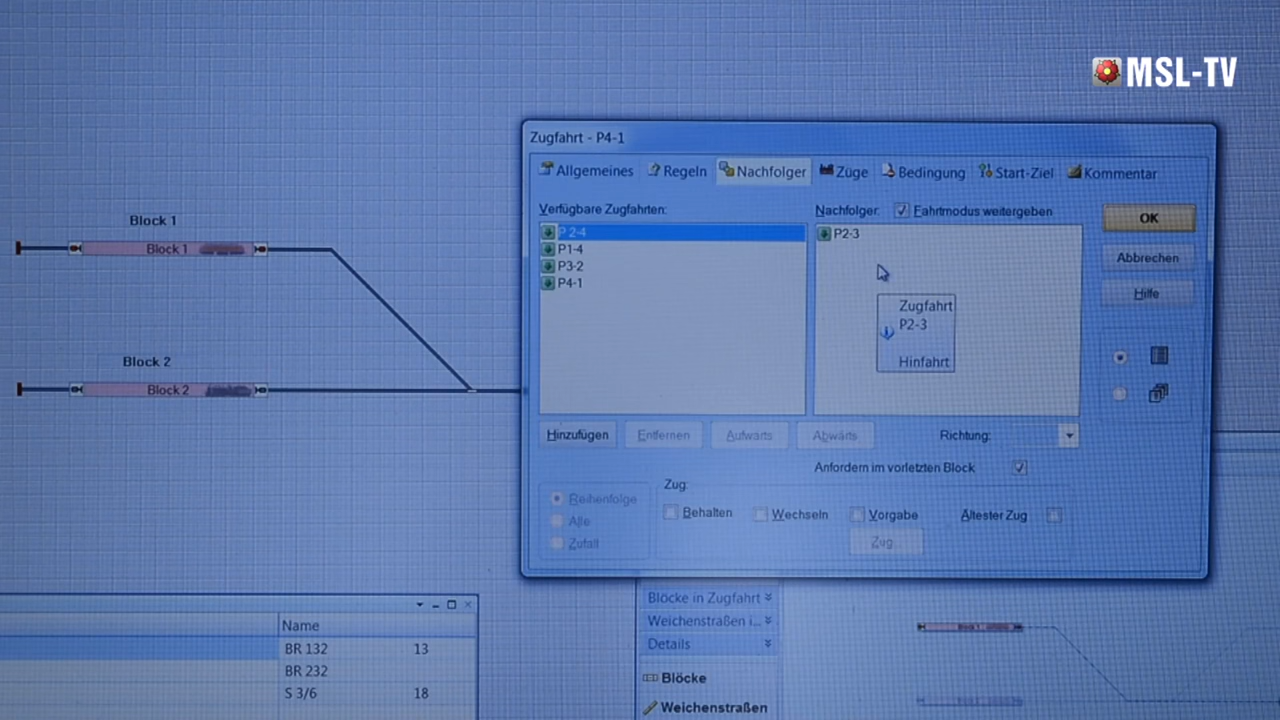 MSL-TV
Zugfahrt - P4-1
Allgemeines Regeln Nachfolger Züge Bedingung Start-Ziel Kommentar
Verfügbare Zugfahrten: Nachfolger: Fahrtmodus weitergeben
P 2-4
P1-4
P3-2
P4-1
P2-3
Zugfahrt
P2-3
Hinfahrt
OK
Abbrechen
Hilfe
Hinzufügen Entfernen Aufwärts Abwärts Richtung:
Anfordern im vorletzten Block
Reihenfolge
Alle
Zufall
Zug:
Behalten Wechseln Vorgabe Ältester Zug
Zug...
Block 1
Block 1
Block 2
Block 2
Name
BR 132 13
BR 232
S 3/6 18
Blöcke in Zugfahrt
Weichenstraßen i...
Details
Blöcke
Weichenstraßen
Block 1